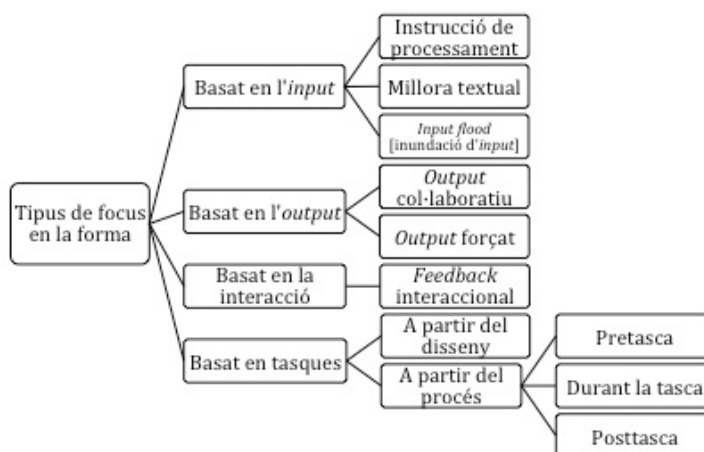 Tipus de focus
en la forma
Basat en l'input
Instrucció de
processament
Millora textual
Input flood
[inundació d'input]
Basat en l'output
Output
col·laboratiu
Output forçat
Basat en la
interacció
Feedback
interaccional
Basat en tasques
A partir del
disseny
A partir del
procés
Pretasca
Durant la tasca
Posttasca